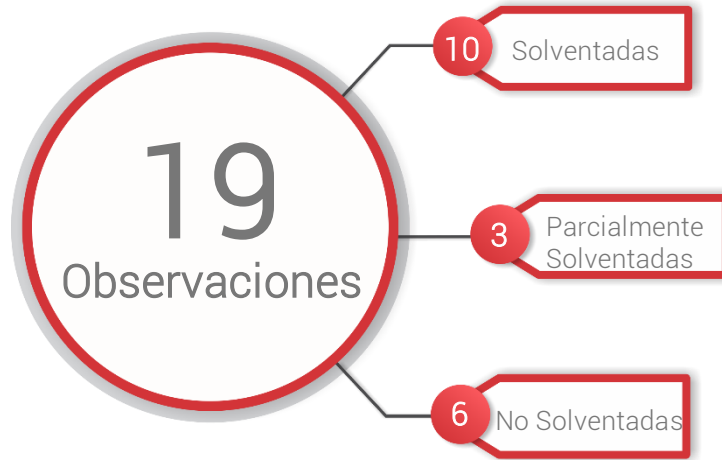 19
Observaciones
10
Solventadas
3
Parcialmente
Solventadas
6
No Solventadas